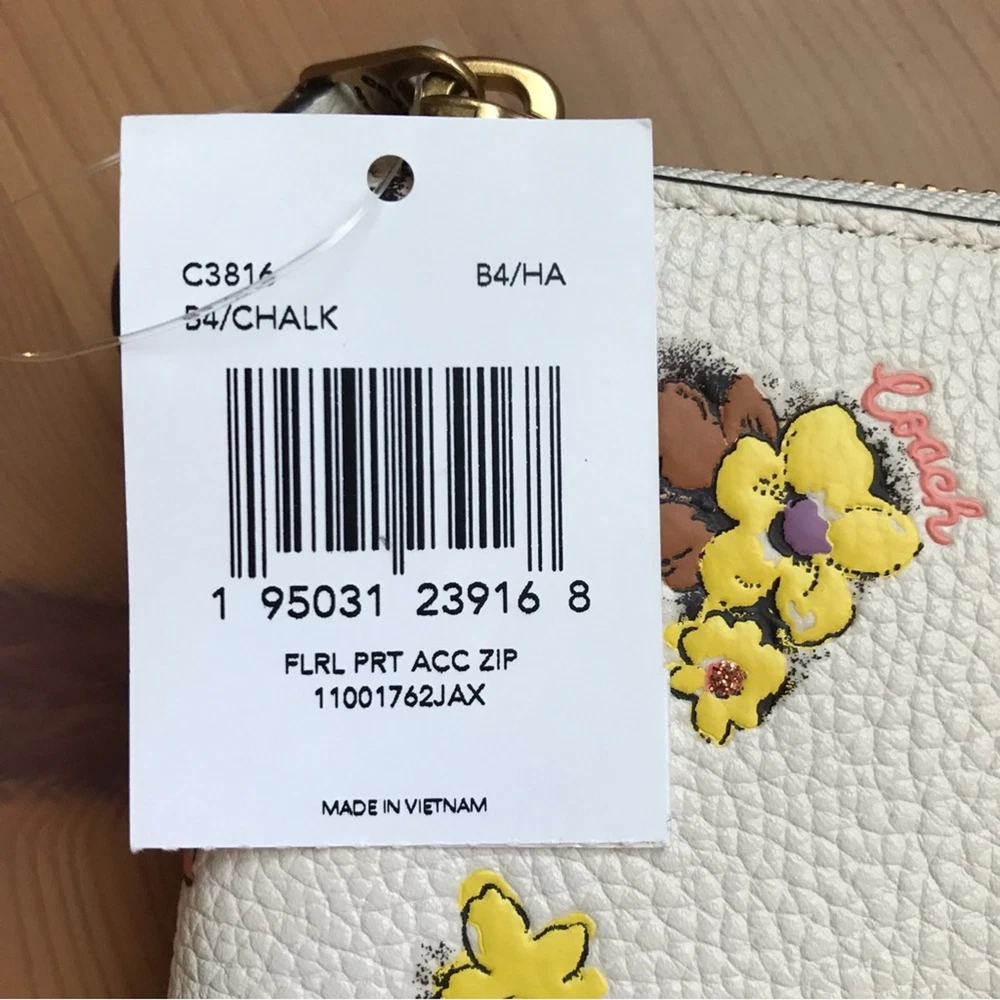 C3816 B4/HA
B4/CHALK
1 95031 23916 8
FLRL PRT ACC ZIP
11001762JAX
MADE IN VIETNAM
Coach